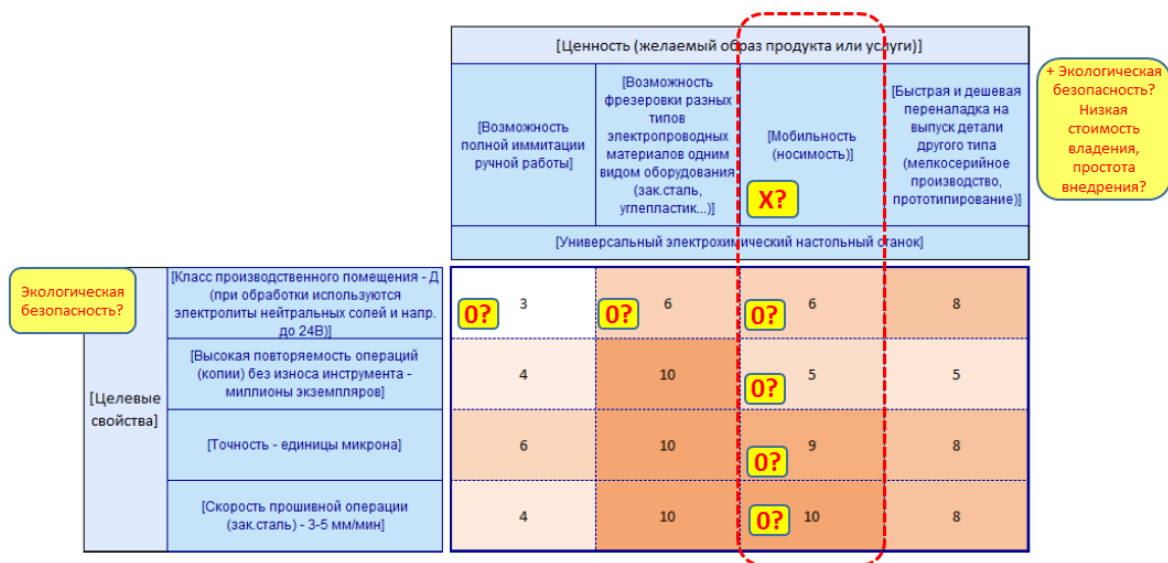 [Ценность (желаемый образ продукта или услуги)]
[Возможность
полной иммитации
ручной работы]
[Возможность
фрезеровки разных
типов
электропроводных
материалов одним
видом оборудования
(зак.сталь,
углепластик...)]
[Мобильность
(носимость)]
X?
[Быстрая и дешевая
переналадка на
выпуск детали
другого типа
(мелкосерийное
производство,
прототипирование)]
+ Экологическая
безопасность?
Низкая
стоимость
владения,
простота
внедрения?
[Универсальный электрохимический настольный станок]
Экологическая
безопасность?
[Целевые
свойства]
[Класс производственного помещения - Д
(при обработки используются
электролиты нейтральных солей и напр.
до 24В)]
0? 3 0? 6 0? 6 8
[Высокая повторяемость операций
(копии) без износа инструмента -
миллионы экземпляров]
4 10 0? 5 5
[Точность - единицы микрона]
6 10 0? 9 8
[Скорость прошивной операции
(зак.сталь) - 3-5 мм/мин]
4 10 0? 10 8